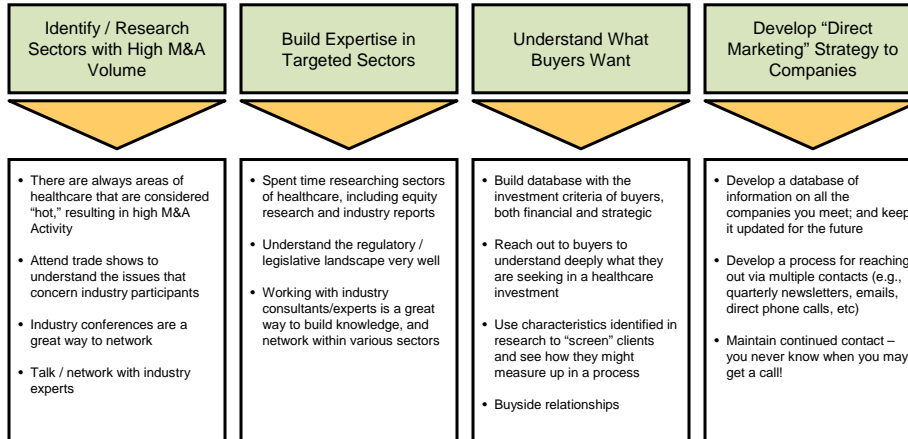 Identify / Research
Sectors with High M&A
Volume
Build Expertise in
Targeted Sectors
Understand What
Buyers Want
Develop “Direct
Marketing” Strategy to
Companies
• There are always areas of
healthcare that are considered
“hot,” resulting in high M&A
Activity
• Attend trade shows to
understand the issues that
concern industry participants
• Industry conferences are a
great way to network
• Talk / network with industry
experts
• Spent time researching sectors
of healthcare, including equity
research and industry reports
• Understand the regulatory /
legislative landscape very well
• Working with industry
consultants/experts is a great
way to build knowledge, and
network within various sectors
• Build database with the
investment criteria of buyers,
both financial and strategic
• Reach out to buyers to
understand deeply what they
are seeking in a healthcare
investment
• Use characteristics identified in
research to “screen” clients
and see how they might
measure up in a process
• Buyside relationships
• Develop a database of
information on all the
companies you meet; and keep
it updated for the future
• Develop a process for reaching
out via multiple contacts (e.g.,
quarterly newsletters, emails,
direct phone calls, etc)
• Maintain continued contact –
you never know when you may
get a call!